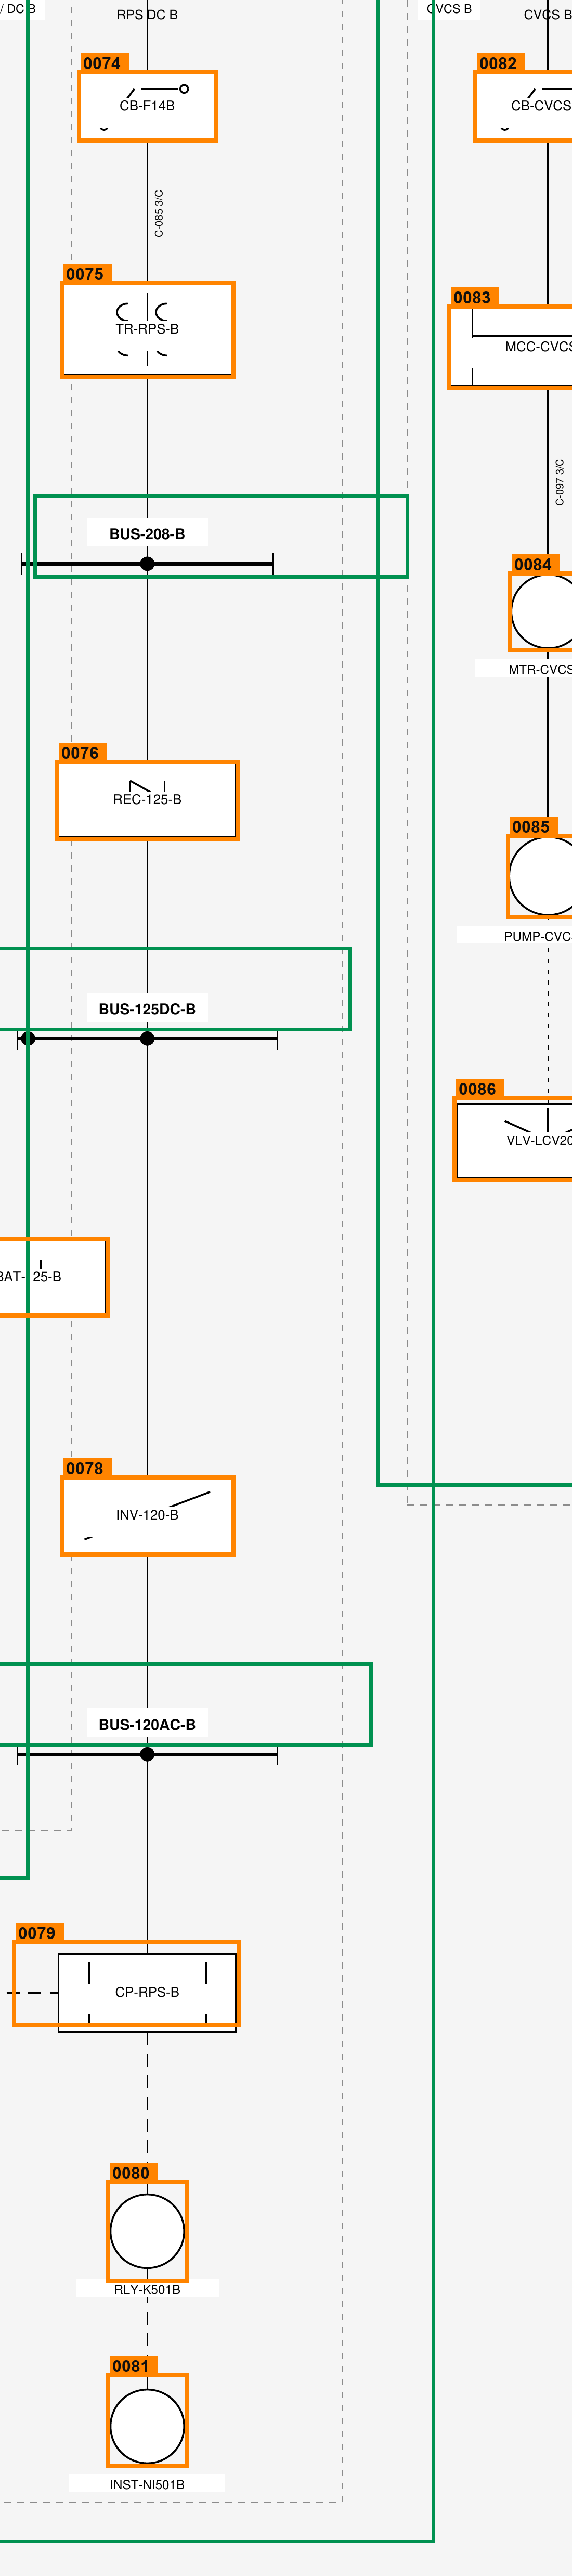 / DC B
RPS DC B
CVCS B
CVCS B
0074
CB-F14B
0082
CB-CVCS
C-085 3/C
0075
TR-RPS-B
0083
MCC-CVCS
C-097 3/C
BUS-208-B
0084
MTR-CVCS
0076
REC-125-B
0085
PUMP-CVC
BUS-125DC-B
0086
VLV-LCV20
BAT-125-B
0078
INV-120-B
BUS-120AC-B
0079
CP-RPS-B
0080
RLY-K501B
0081
INST-NI501B